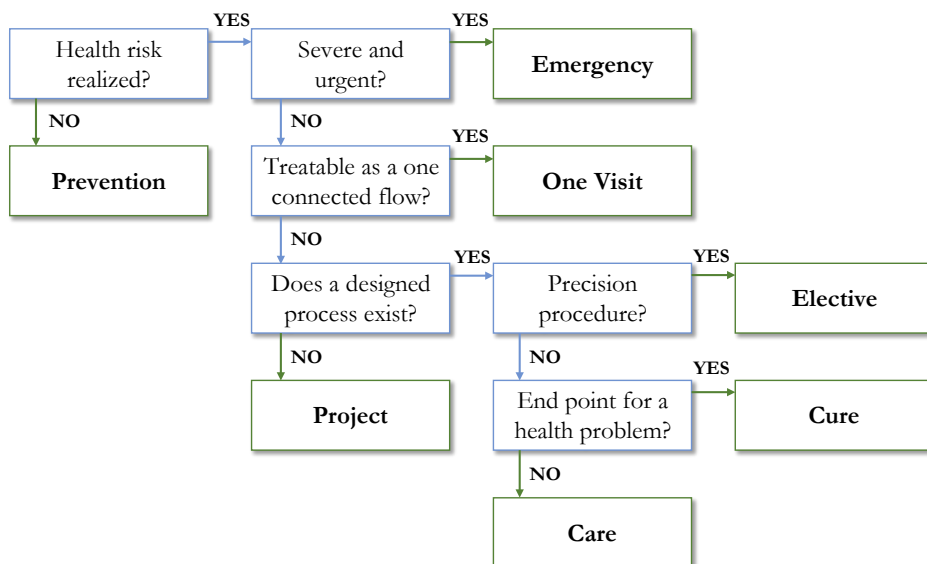 YES
YES
Health risk
realized?
Severe and
urgent?
Emergency
NO
NO
YES
Prevention
Treatable as a one
connected flow?
One Visit
NO
YES
YES
Does a designed
process exist?
Precision
procedure?
Elective
NO
NO
YES
Project
End point for a
health problem?
Cure
NO
Care